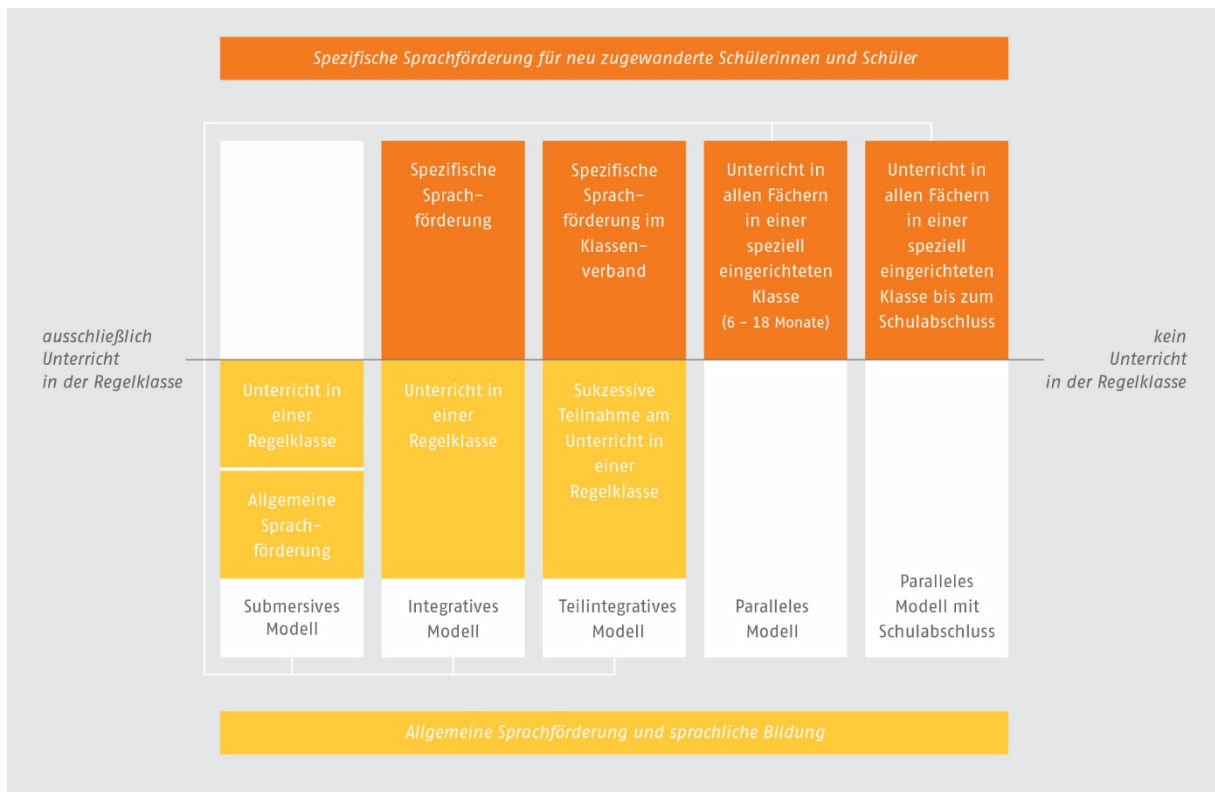 Spezifische Sprachförderung für neu zugewanderte Schülerinnen und Schüler
Spezifische
Sprach-
förderung
Spezifische
Sprach-
förderung im
Klassen-
verband
Unterricht in
allen Fächern
in einer
speziell
eingerichteten
Klasse
(6 – 18 Monate)
Unterricht in
allen Fächern
in einer
speziell
eingerichteten
Klasse bis zum
Schulabschluss
ausschließlich
Unterricht
in der Regelklasse
kein
Unterricht
in der Regelklasse
Unterricht in
einer
Regelklasse
Allgemeine
Sprach-
förderung
Unterricht in
einer
Regelklasse
Sukzessive
Teilnahme am
Unterricht in
einer
Regelklasse
Submersives
Modell
Integratives
Modell
Teilintegratives
Modell
Paralleles
Modell
Paralleles
Modell mit
Schulabschluss
Allgemeine Sprachförderung und sprachliche Bildung